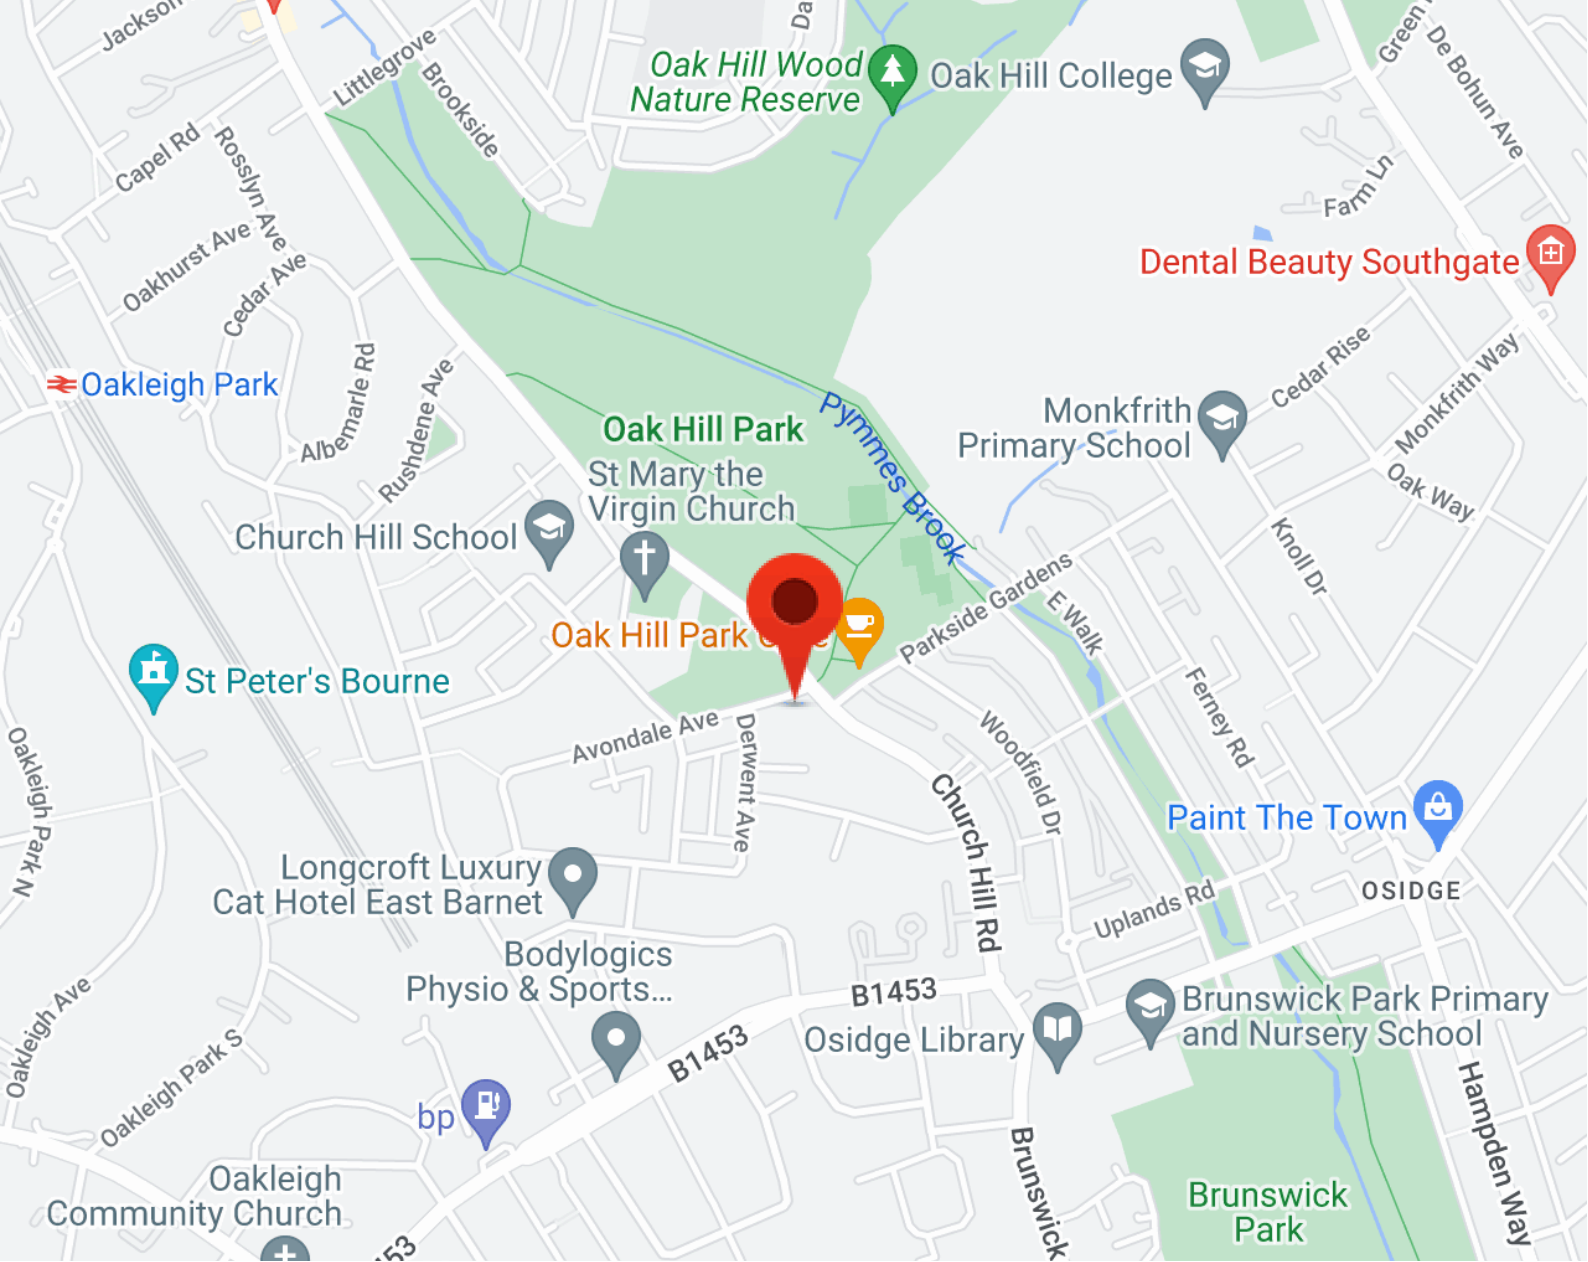 Jackson
Littlegrove
Brookside
Da
Oak Hill Wood
Nature Reserve
Oak Hill College
Green
De Bohun Ave
Capel Rd
Rosslyn Ave
Farm Ln
Oakhurst Ave
Cedar Ave
Dental Beauty Southgate
Oakleigh Park
Albemarle Rd
Rushdene Ave
Oak Hill Park
Pymmes Brook
Monkfrith
Primary School
Cedar Rise
Monkfrith Way
Oak Way
St Mary the
Virgin Church
Church Hill School
Knoll Dr
Oak Hill Park
Parkside Gardens
E Walk
St Peter's Bourne
Avondale Ave
Derwent Ave
Woodfield Dr
Ferney Rd
Oakleigh Park N
Church Hill Rd
Paint The Town
Longcroft Luxury
Cat Hotel East Barnet
OSIDGE
Uplands Rd
Bodylogics
Physio & Sports...
B1453
Oakleigh Ave
Oakleigh Park S
B1453
Osidge Library
Brunswick Park Primary
and Nursery School
bp
Hampden Way
Brunswick
Oakleigh
Community Church
Brunswick
Park
53